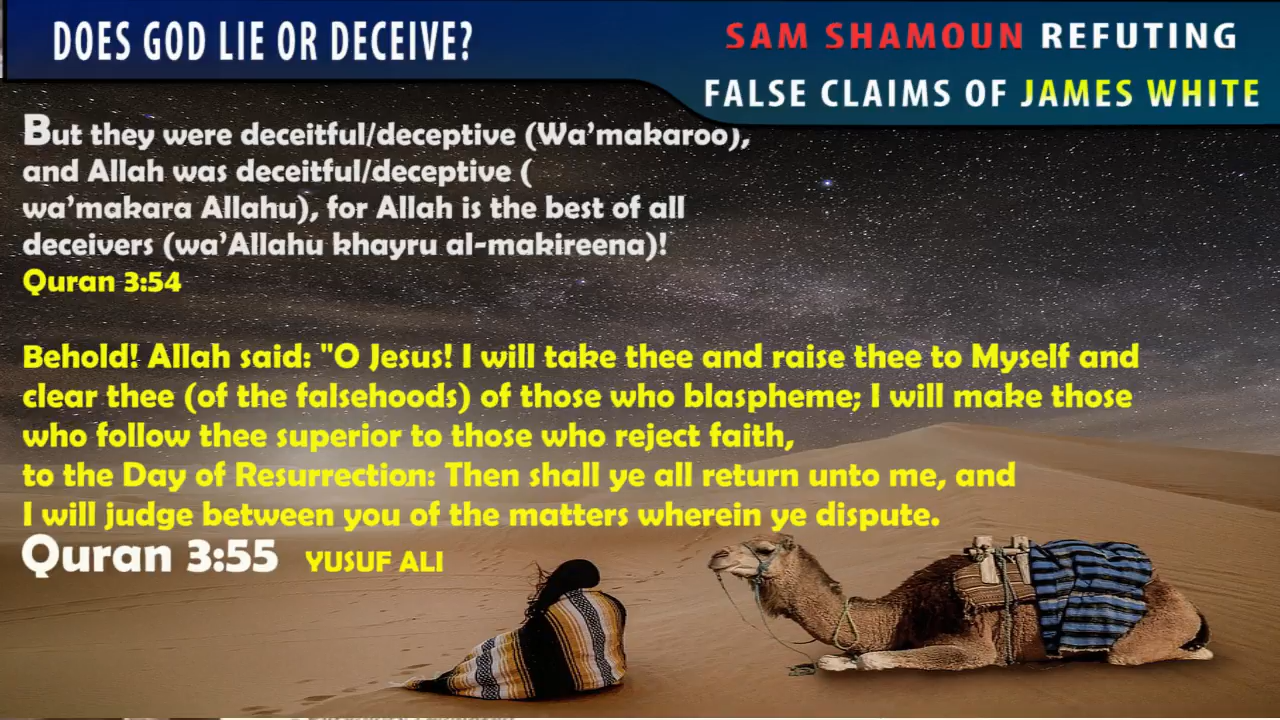 DOES GOD LIE OR DECEIVE?
SAM SHAMOUN REFUTING
FALSE CLAIMS OF JAMES WHITE
But they were deceitful/deceptive (Wa'makaroo),
and Allah was deceitful/deceptive (
wa'makara Allahu), for Allah is the best of all
deceivers (wa'Allahu khayru al-makireena)!
Quran 3:54
Behold! Allah said: "O Jesus! I will take thee and raise thee to Myself and
clear thee (of the falsehoods) of those who blaspheme; I will make those
who follow thee superior to those who reject faith,
to the Day of Resurrection: Then shall ye all return unto me, and
I will judge between you of the matters wherein ye dispute.
Quran 3:55 YUSUF ALI